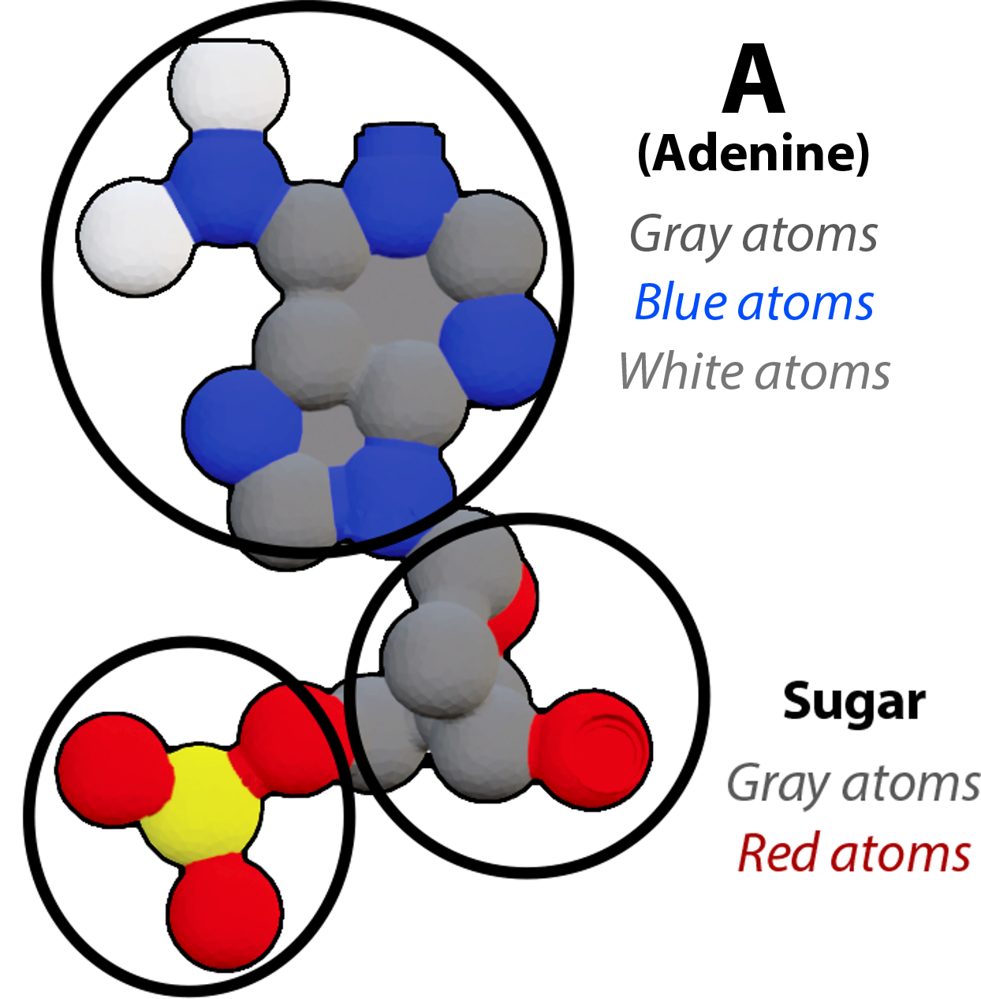 A
(Adenine)
Gray atoms
Blue atoms
White atoms
Sugar
Gray atoms
Red atoms